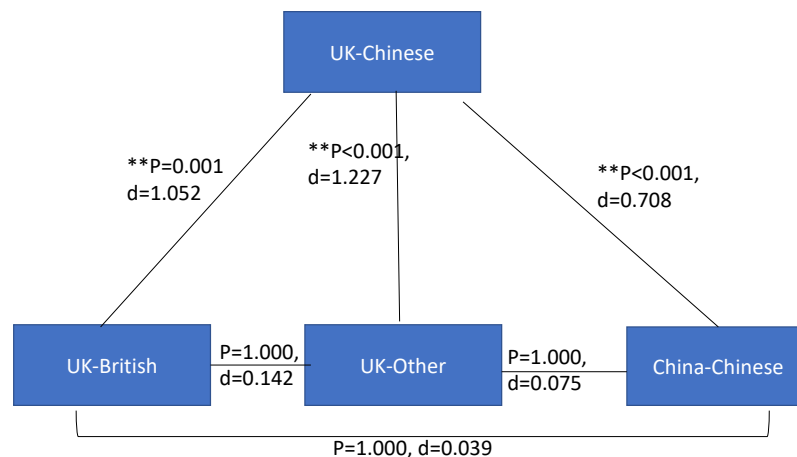 UK-Chinese
**P=0.001
d=1.052
**P<0.001,
d=1.227
**P<0.001,
d=0.708
UK-British
P=1.000,
d=0.142
UK-Other
P=1.000,
d=0.075
China-Chinese
P=1.000, d=0.039